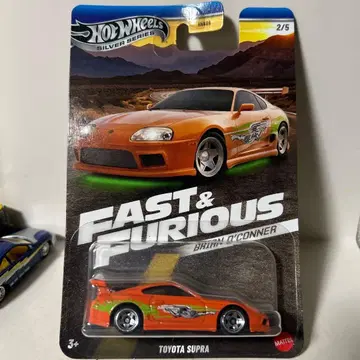 HOT WHEELS
SILVER SERIES
2/5
FAST &
FURIOUS
BRIAN O'CONNER
3+
TOYOTA SUPRA
MATTEL